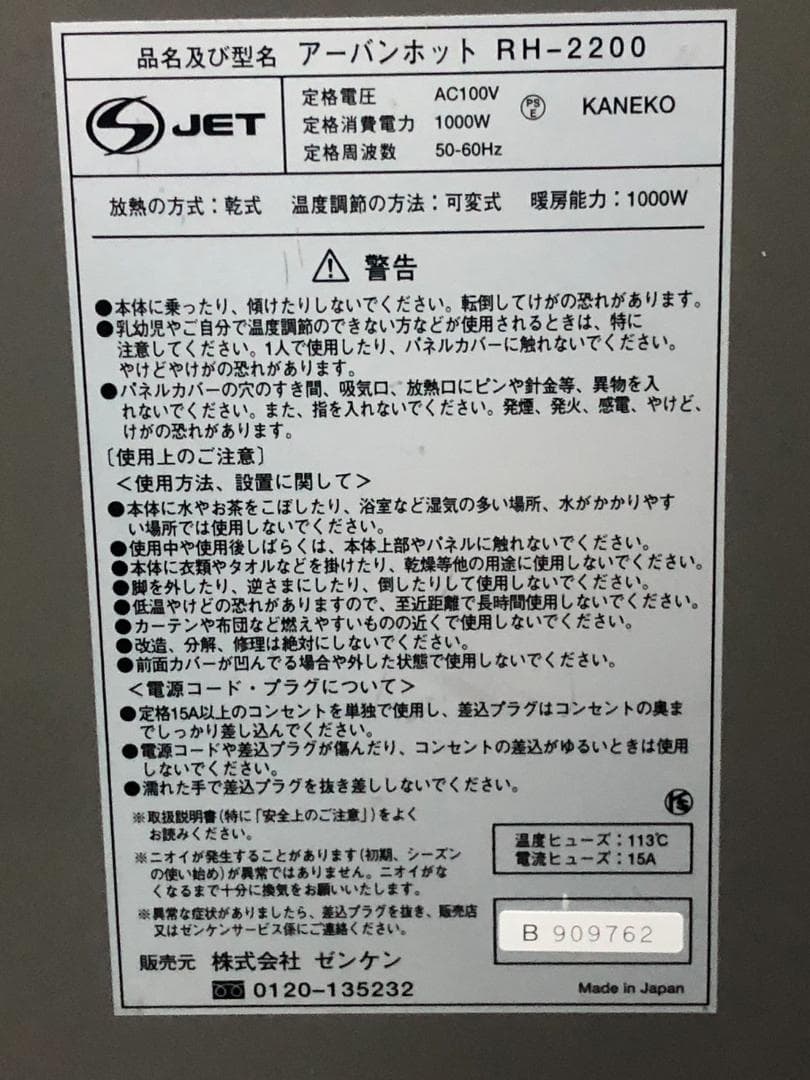 品名及び型名 アーバンホット RH-2200
JET
定格電圧 AC100V
定格消費電力 1000W
定格周波数 50-60Hz
PS
E
KANEKO
放熱の方式：乾式 温度調節の方法：可変式 暖房能力：1000W
警告
●本体に乗ったり、傾けたりしないでください。転倒してけがの恐れがあります。
●乳幼児やご自分で温度調節のできない方などが使用されるときは、特に
注意してください。1人で使用したり、パネルカバーに触れないでください。
やけどやけがの恐れがあります。
●パネルカバーの穴のすき間、吸気口、放熱口にピンや針金等、異物を入
れないでください。また、指を入れないでください。発煙、発火、感電、やけど、
けがの恐れがあります。
〔使用上のご注意〕
＜使用方法、設置に関して＞
●本体に水やお茶をこぼしたり、浴室など湿気の多い場所、水がかかりやす
い場所では使用しないでください。
●使用中や使用後しばらくは、本体上部やパネルに触れないでください。
●本体に衣類やタオルなどを掛けたり、乾燥等他の用途に使用しないでください。
●脚を外したり、逆さまにしたり、倒したりして使用しないでください。
●低温やけどの恐れがありますので、至近距離で長時間使用しないでください。
●カーテンや布団など燃えやすいものの近くで使用しないでください。
●改造、分解、修理は絶対にしないでください。
●前面カバーが凹んでる場合や外した状態で使用しないでください。
＜電源コード・プラグについて＞
●定格15A以上のコンセントを単独で使用し、差込プラグはコンセントの奥ま
でしっかり差し込んでください。
●電源コードや差込プラグが傷んだり、コンセントの差込がゆるいときは使用
しないでください。
●濡れた手で差込プラグを抜き差ししないでください。
※取扱説明書（特に「安全上のご注意」）をよく
お読みください。
※ニオイが発生することがあります（初期、シーズン
の使い始め）が異常ではありません。ニオイがな
くなるまで十分に換気をお願いいたします。
※異常な症状がありましたら、差込プラグを抜き、販売店
又はゼンケンサービス係にご連絡ください。
温度ヒューズ：113℃
電流ヒューズ：15A
B 909762
販売元 株式会社 ゼンケン
0120-135232
Made in Japan